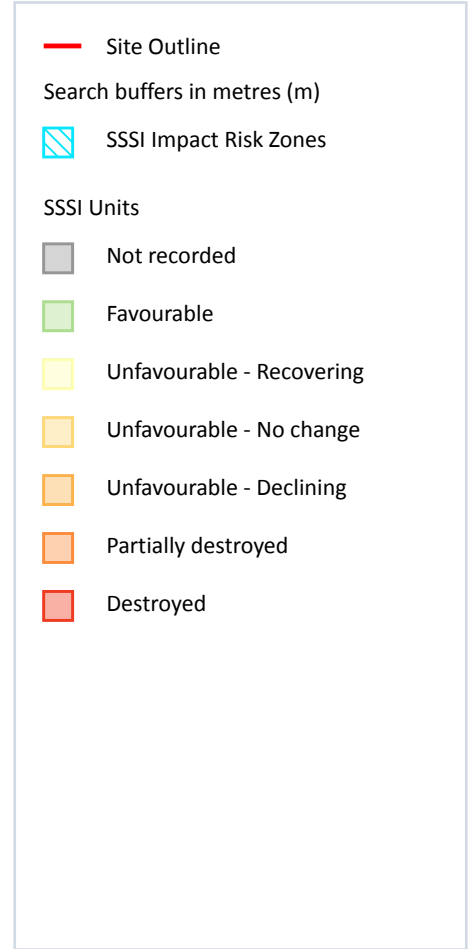 Site Outline
Search buffers in metres (m)
SSSI Impact Risk Zones
SSSI Units
Not recorded
Favourable
Unfavourable - Recovering
Unfavourable - No change
Unfavourable - Declining
Partially destroyed
Destroyed